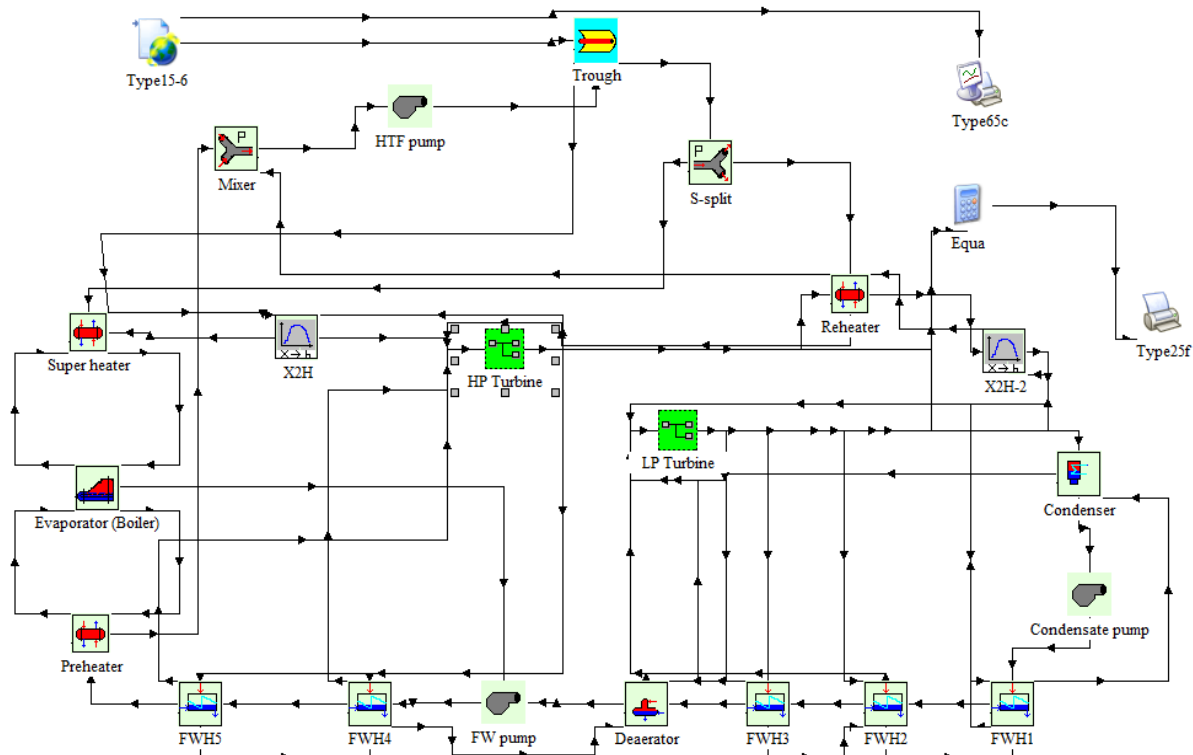 Type15-6
Trough
Type65c
HTF pump
P
Mixer
P
S-split
Equa
Reheater
Type25f
Super heater
X→h
X2H
HP Turbine
X→h
X2H-2
LP Turbine
Condenser
Evaporator (Boiler)
Condensate pump
Preheater
FWH5
FWH4
FW pump
Deaerator
FWH3
FWH2
FWH1